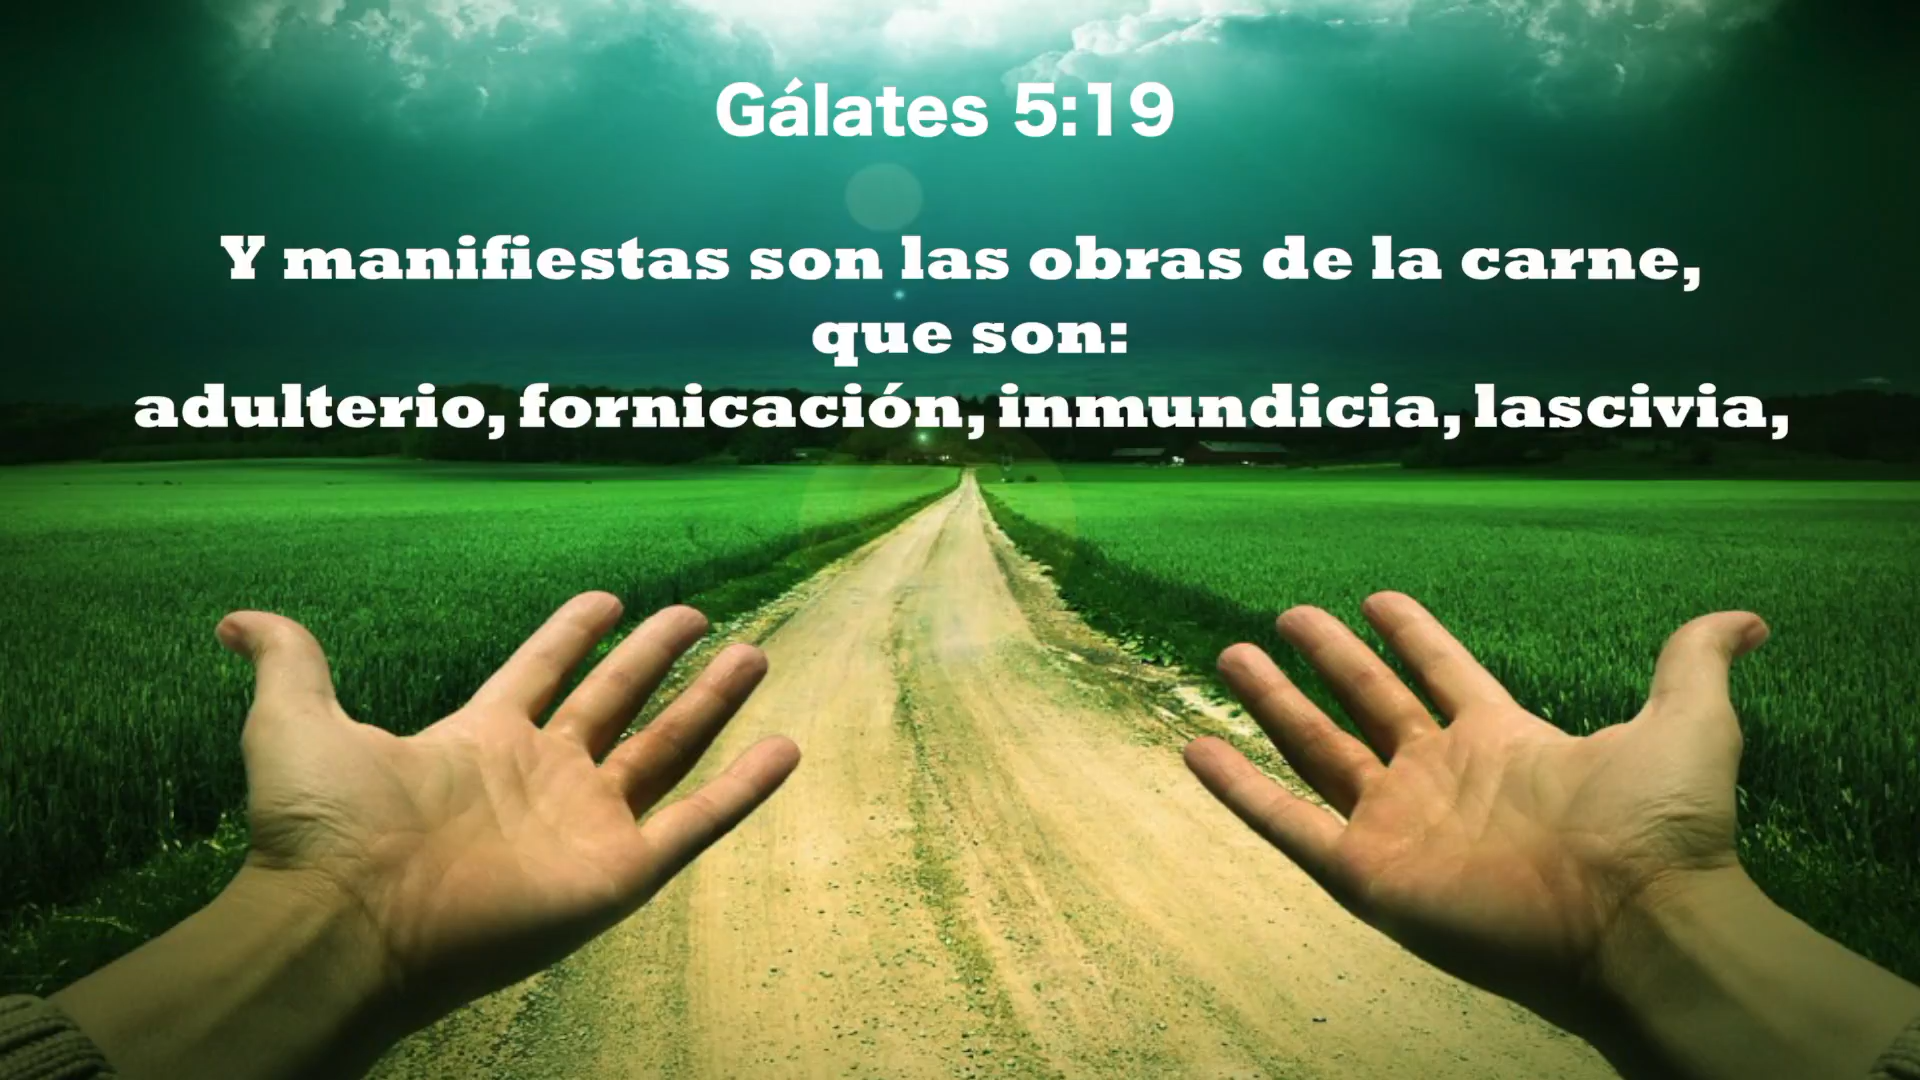 Gálates 5:19
Y manifiestas son las obras de la carne,
que son:
adulterio, fornicación, inmundicia, lascivia,